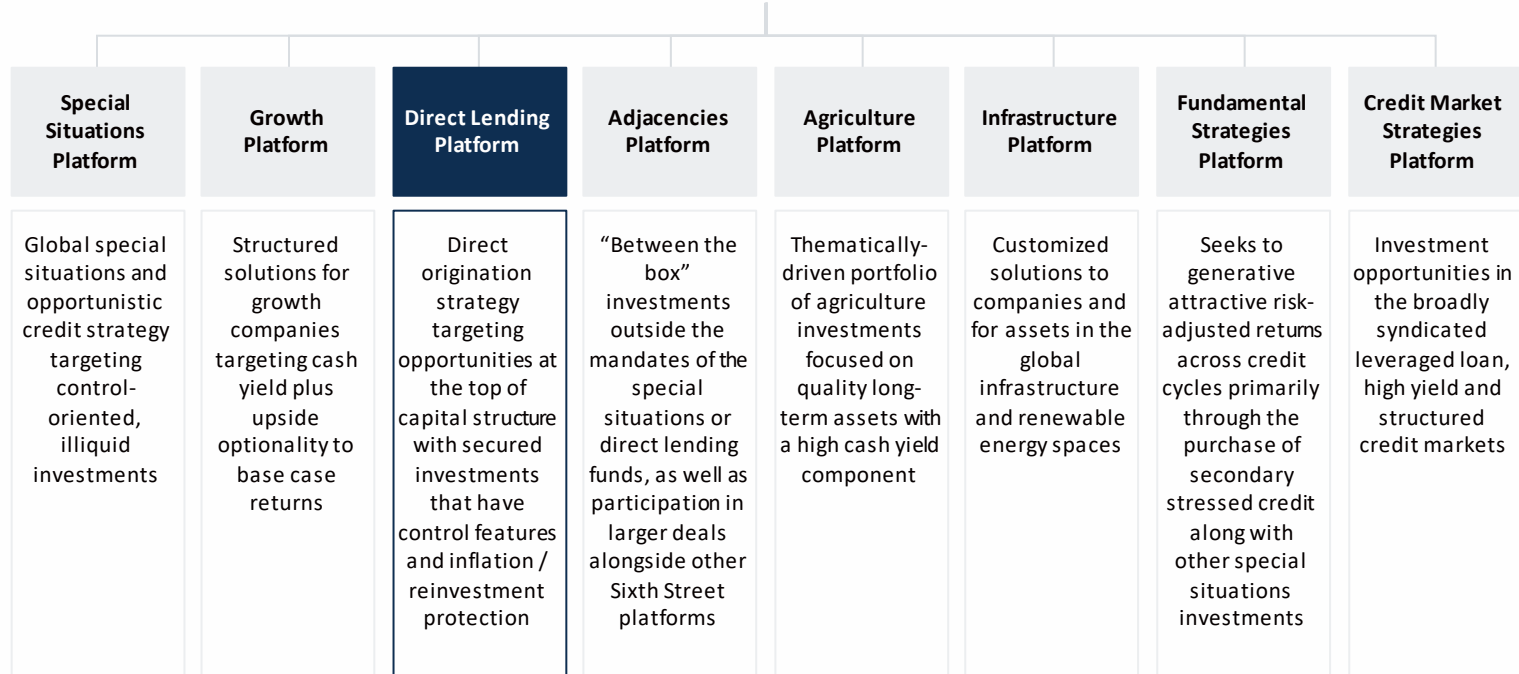 Special
Situations
Platform
Growth
Platform
Direct Lending
Platform
Adjacencies
Platform
Agriculture
Platform
Infrastructure
Platform
Fundamental
Strategies
Platform
Credit Market
Strategies
Platform
Global special
situations and
opportunistic
credit strategy
targeting
control-
oriented,
illiquid
investments
Structured
solutions for
growth
companies
targeting cash
yield plus
upside
optionality to
base case
returns
Direct
origination
strategy
targeting
opportunities at
the top of
capital structure
with secured
investments
that have
control features
and inflation /
reinvestment
protection
“Between the
box”
investments
outside the
mandates of the
special
situations or
direct lending
funds, as well as
participation in
larger deals
alongside other
Sixth Street
platforms
Thematically-
driven portfolio
of agriculture
investments
focused on
quality long-
term assets with
a high cash yield
component
Customized
solutions to
companies and
for assets in the
global
infrastructure
and renewable
energy spaces
Seeks to
generative
attractive risk-
adjusted returns
across credit
cycles primarily
through the
purchase of
secondary
stressed credit
along with
other special
situations
investments
Investment
opportunities in
the broadly
syndicated
leveraged loan,
high yield and
structured
credit markets